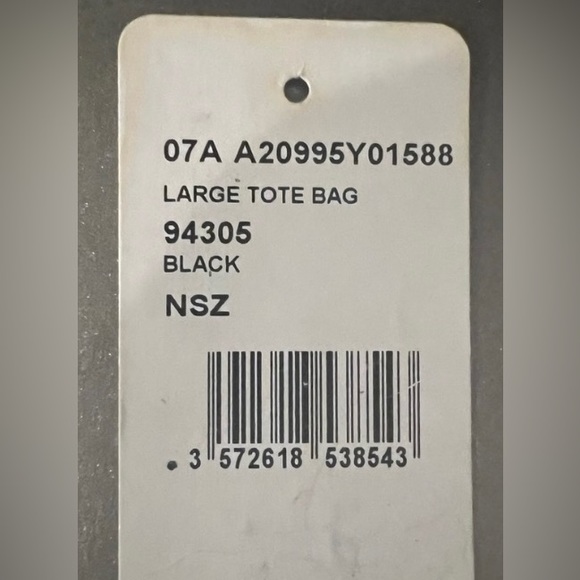 07A A20995Y01588
LARGE TOTE BAG
94305
BLACK
NSZ
3 572618 538543